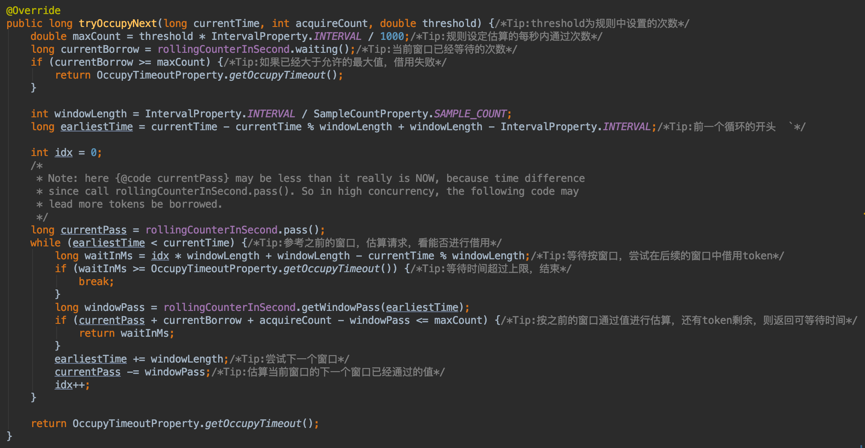 @Override
public long tryOccupyNext(long currentTime, int acquireCount, double threshold) {/*Tip:threshold为规则中设置的次数*/
    double maxCount = threshold * IntervalProperty.INTERVAL / 1000;/*Tip:规则设定估算的每秒内通过次数*/
    long currentBorrow = rollingCounterInSecond.waiting();/*Tip:当前窗口已经等待的次数*/
    if (currentBorrow >= maxCount) {/*Tip:如果已经大于允许的最大值，借用失败*/
        return OccupyTimeoutProperty.getOccupyTimeout();
    }

    int windowLength = IntervalProperty.INTERVAL / SampleCountProperty.SAMPLE_COUNT;
    long earliestTime = currentTime - currentTime % windowLength + windowLength - IntervalProperty.INTERVAL;/*Tip:前一个循环的开头  `*/

    int idx = 0;
    /*
     * Note: here {@code currentPass} may be less than it really is NOW, because time difference
     * since call rollingCounterInSecond.pass(). So in high concurrency, the following code may
     * lead more tokens be borrowed.
     */
    long currentPass = rollingCounterInSecond.pass();
    while (earliestTime < currentTime) {/*Tip:参考之前的窗口，估算请求，看能否进行借用*/
        long waitInMs = idx * windowLength + windowLength - currentTime % windowLength;/*Tip:等待按窗口，尝试在后续的窗口中借用token*/
        if (waitInMs >= OccupyTimeoutProperty.getOccupyTimeout()) {/*Tip:等待时间超过上限，结束*/
            break;
        }
        long windowPass = rollingCounterInSecond.getWindowPass(earliestTime);
        if (currentPass + currentBorrow + acquireCount - windowPass <= maxCount) {/*Tip:按之前的窗口通过值进行估算，还有token剩余，则返回可等待时间*/
            return waitInMs;
        }
        earliestTime += windowLength;/*Tip:尝试下一个窗口*/
        currentPass -= windowPass;/*Tip:估算当前窗口的下一个窗口已经通过的值*/
        idx++;
    }

    return OccupyTimeoutProperty.getOccupyTimeout();
}